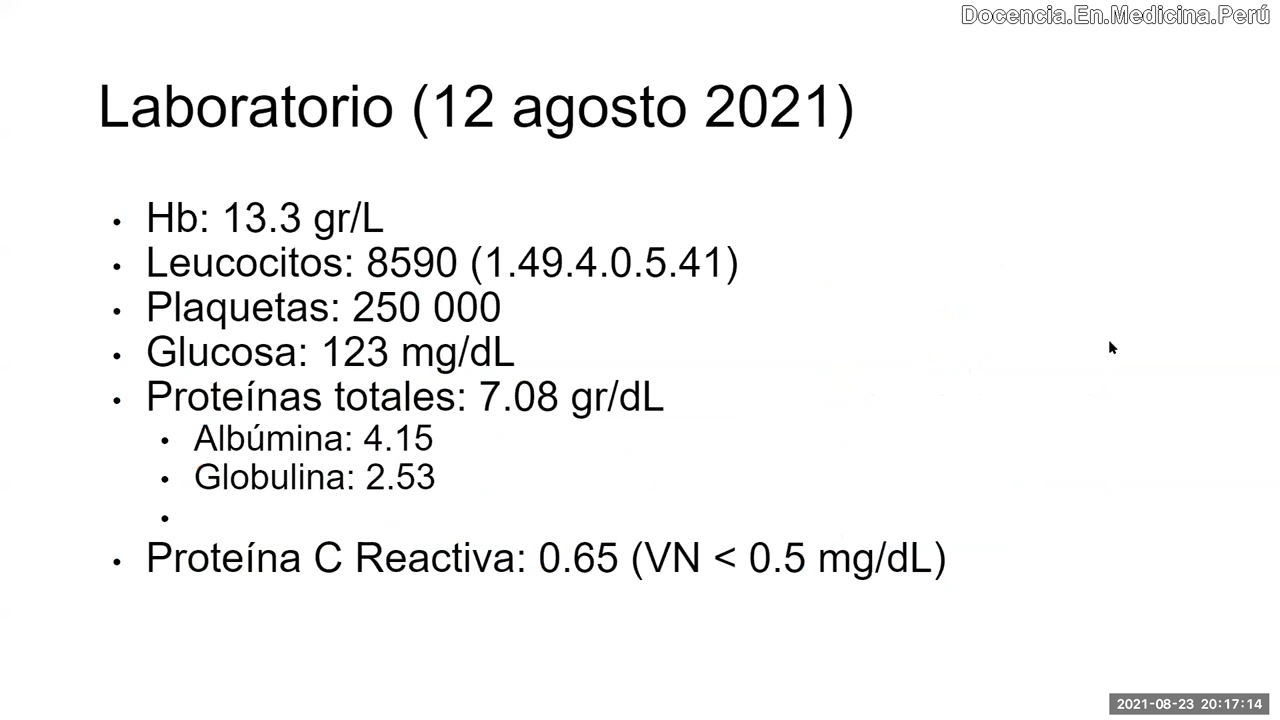 Docencia.En.Medicina.Perú
Laboratorio (12 agosto 2021)
• Hb: 13.3 gr/L
• Leucocitos: 8590 (1.49.4.0.5.41)
• Plaquetas: 250 000
• Glucosa: 123 mg/dL
• Proteínas totales: 7.08 gr/dL
• Albúmina: 4.15
• Globulina: 2.53
•
• Proteína C Reactiva: 0.65 (VN < 0.5 mg/dL)
2021-08-23 20:17:14